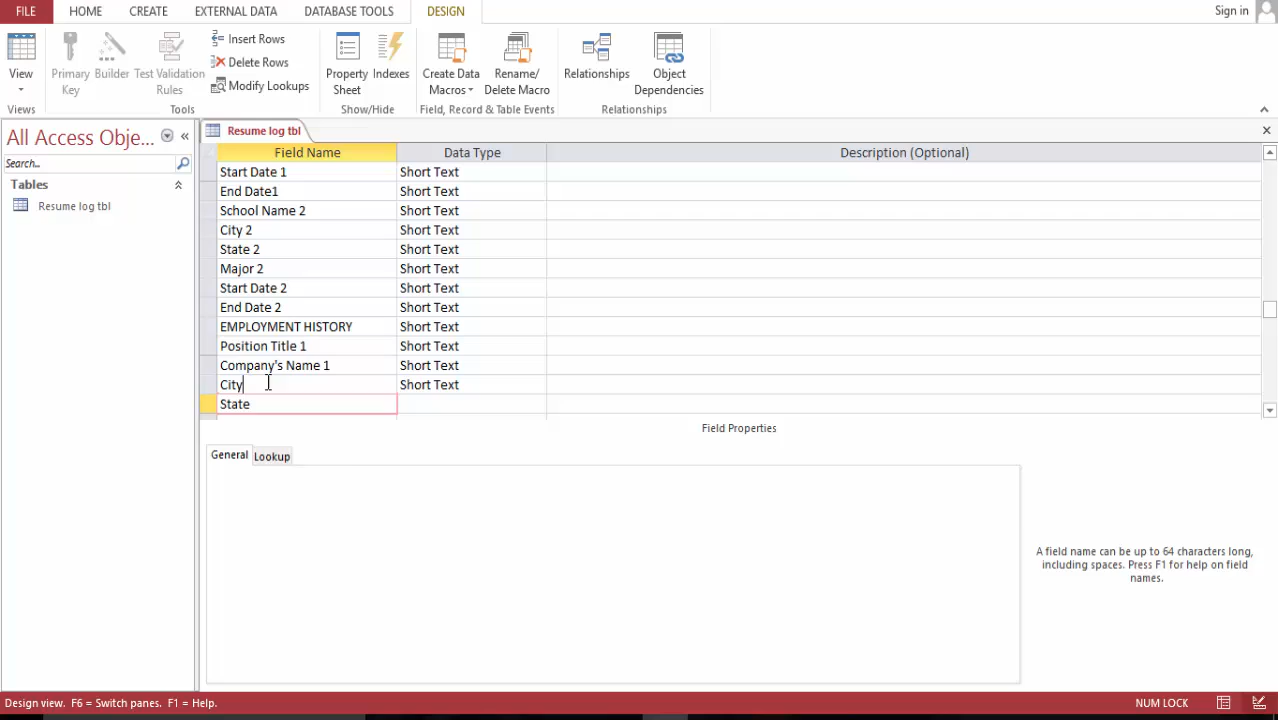 FILE HOME CREATE EXTERNAL DATA DATABASE TOOLS DESIGN Sign in
View
Views
Primary Key
Builder
Test Validation Rules
Insert Rows
Delete Rows
Modify Lookups
Tools
Property Sheet
Indexes
Show/Hide
Create Data Macros
Rename/ Delete Macro
Field, Record & Table Events
Relationships
Object Dependencies
Relationships
All Access Obje...
Search...
Tables
Resume log tbl
Resume log tbl
Field Name Data Type Description (Optional)
Start Date 1 Short Text
End Date1 Short Text
School Name 2 Short Text
City 2 Short Text
State 2 Short Text
Major 2 Short Text
Start Date 2 Short Text
End Date 2 Short Text
EMPLOYMENT HISTORY Short Text
Position Title 1 Short Text
Company's Name 1 Short Text
City Short Text
State
Field Properties
General Lookup
A field name can be up to 64 characters long,
including spaces. Press F1 for help on field
names.
Design view. F6 = Switch panes. F1 = Help. NUM LOCK